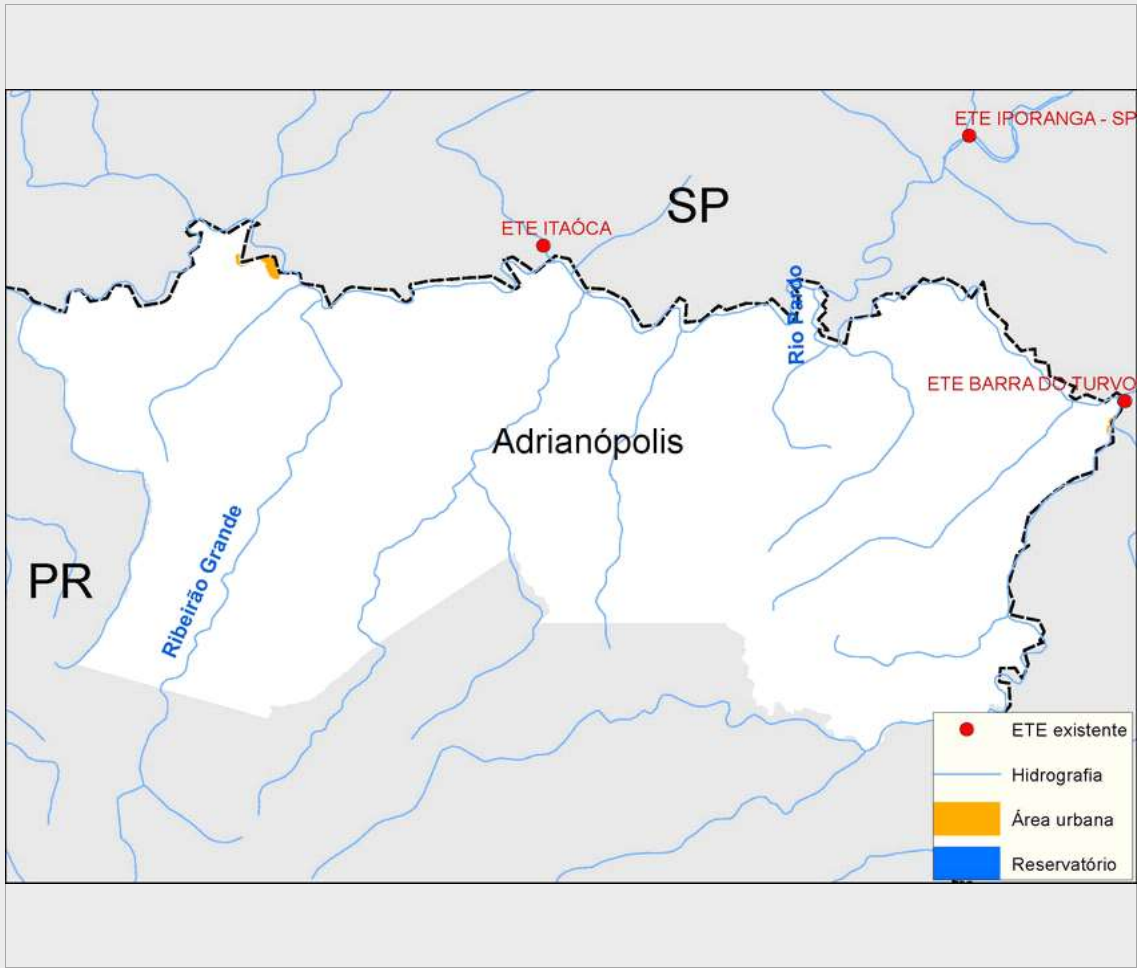 ETE IPORANGA - SP
SP
ETE ITAÓCA
Rio Pardo
ETE BARRA DO TURVO
Adrianópolis
Ribeirão Grande
PR
ETE existente
Hidrografia
Área urbana
Reservatório